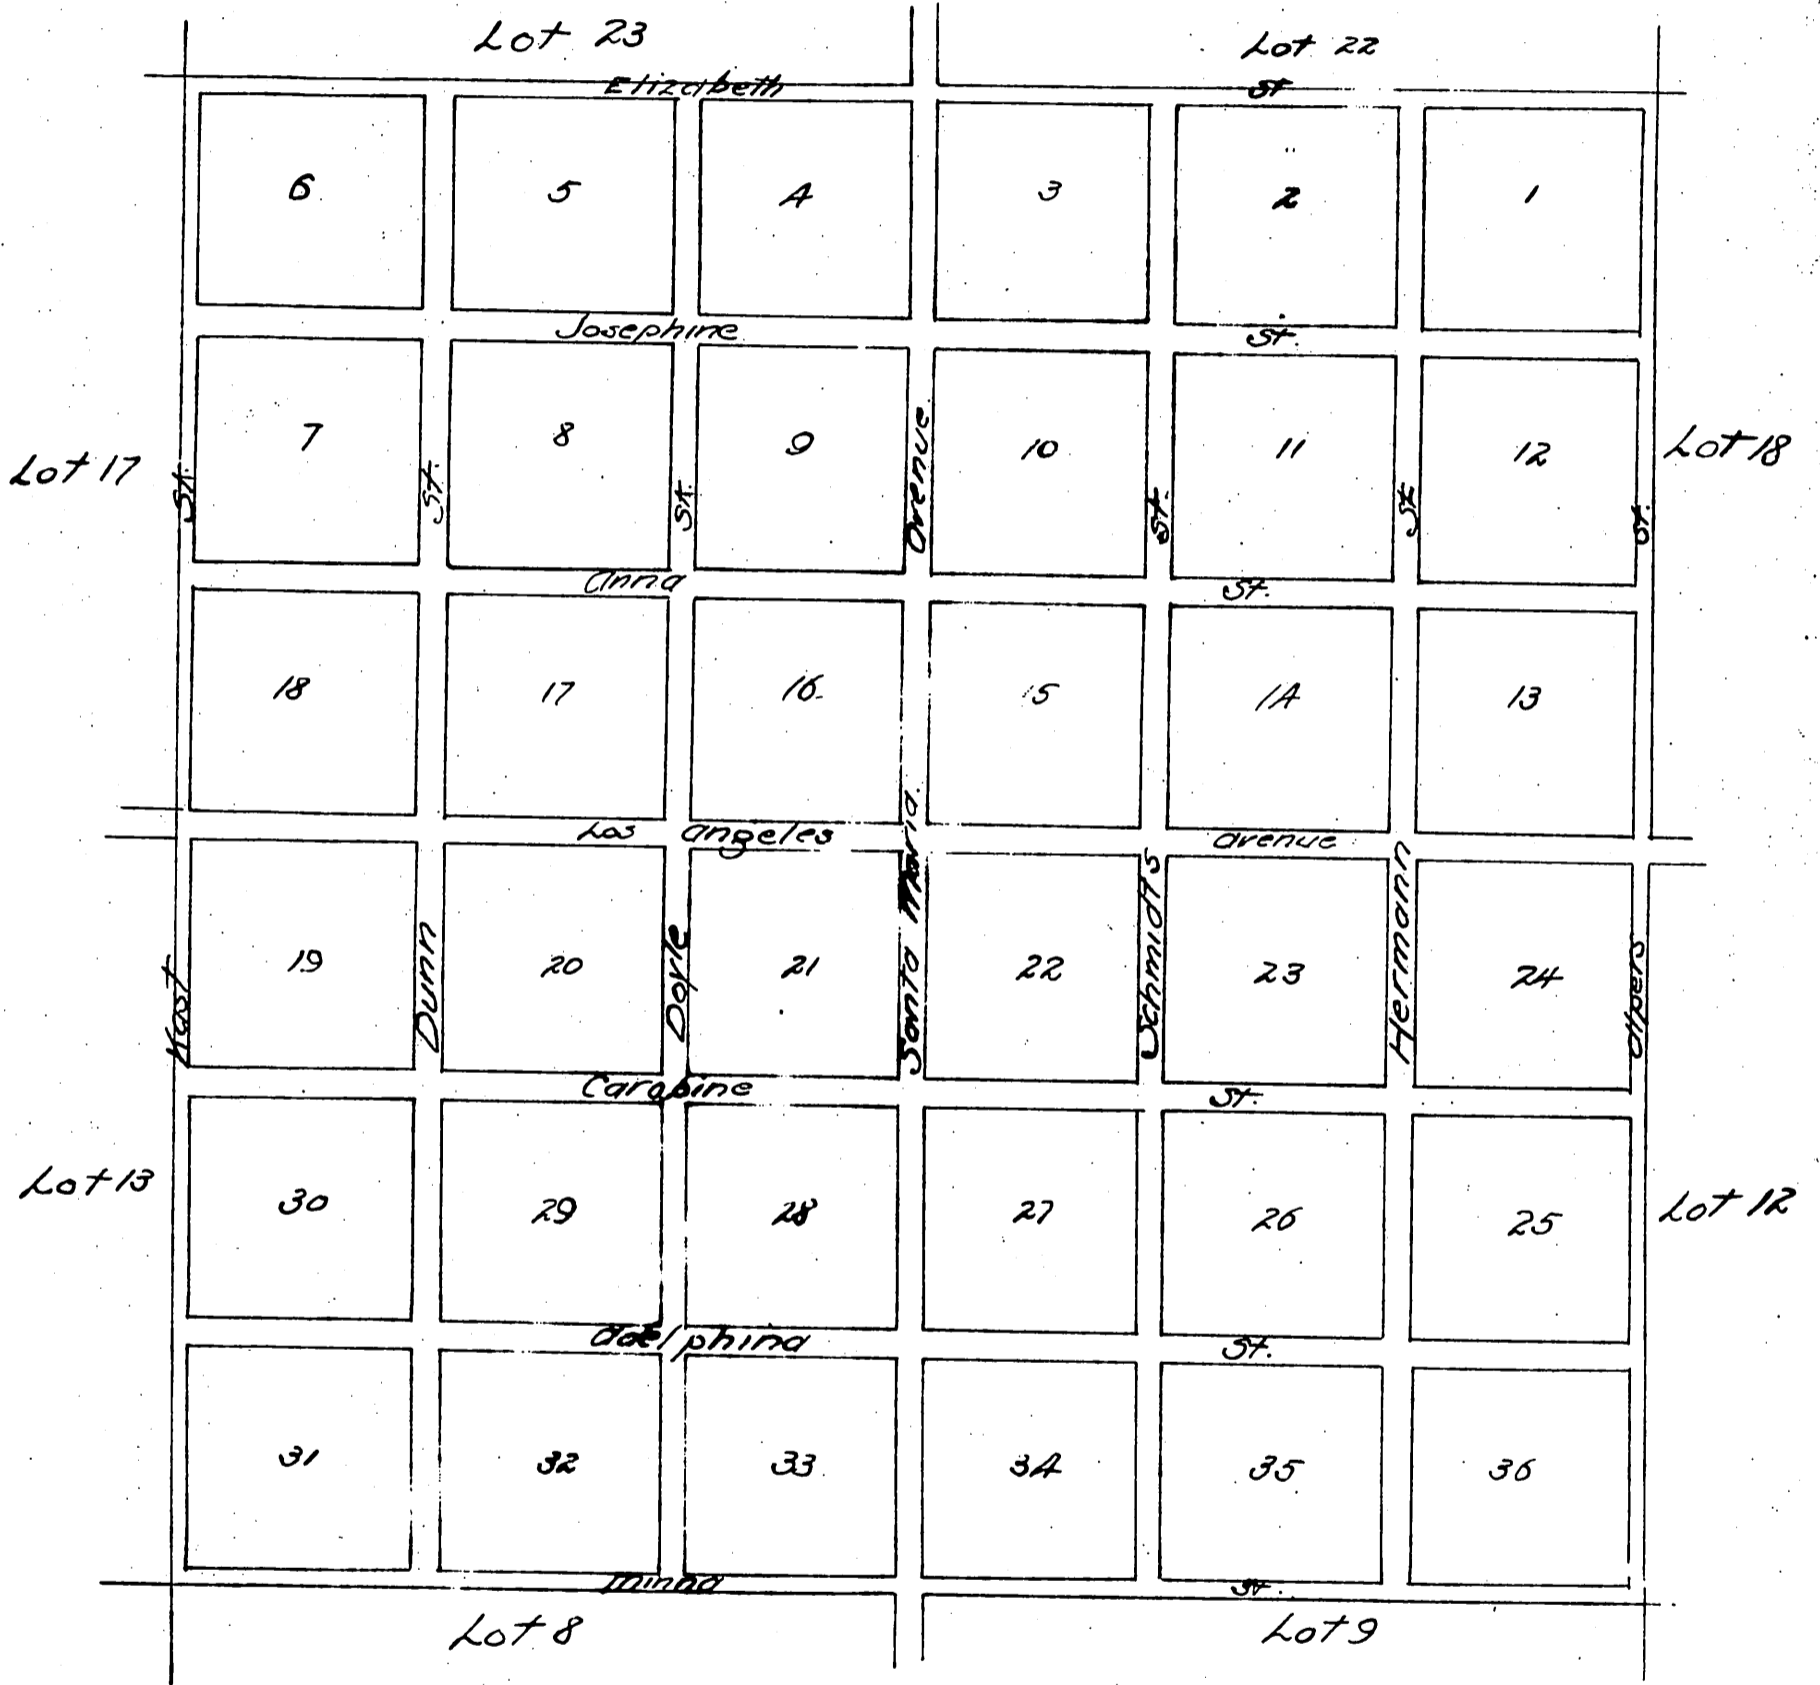 Lot 23
Lot 22
Elizabeth St
6 5 4 3 2 1
Josephine St.
7 8 9 10 11 12
Lot 17
Lot 18
St. St. St. Avenue St. St St.
Anna St.
18 17 16 15 14 13
Los Angeles Avenue
19 20 21 22 23 24
Kast Dunn Doyle Santa Maria Schmidts Hermann Alpers
St.
30 29 28 27 26 25
Lot 13
Lot 12
Adelphina St.
31 32 33 34 35 36
Minna St.
Lot 8
Lot 9